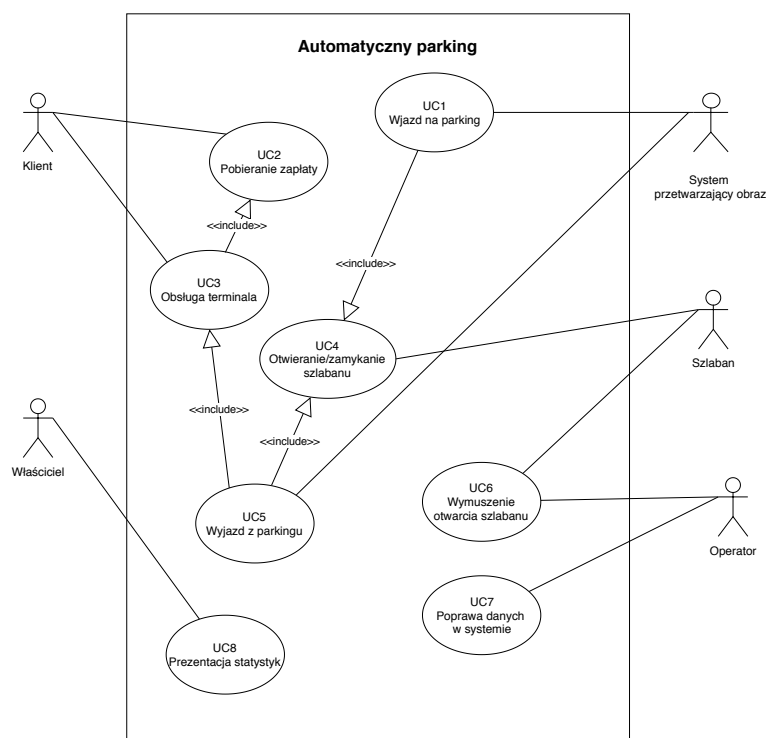 Automatyczny parking
Klient
UC1
Wjazd na parking
UC2
Pobieranie zapłaty
System
przetwarzający obraz
<<include>>
<<include>>
UC3
Obsługa terminala
UC4
Otwieranie/zamykanie
szlabanu
Szlaban
<<include>>
<<include>>
Właściciel
UC5
Wyjazd z parkingu
UC6
Wymuszenie
otwarcia szlabanu
Operator
UC7
Poprawa danych
w systemie
UC8
Prezentacja statystyk